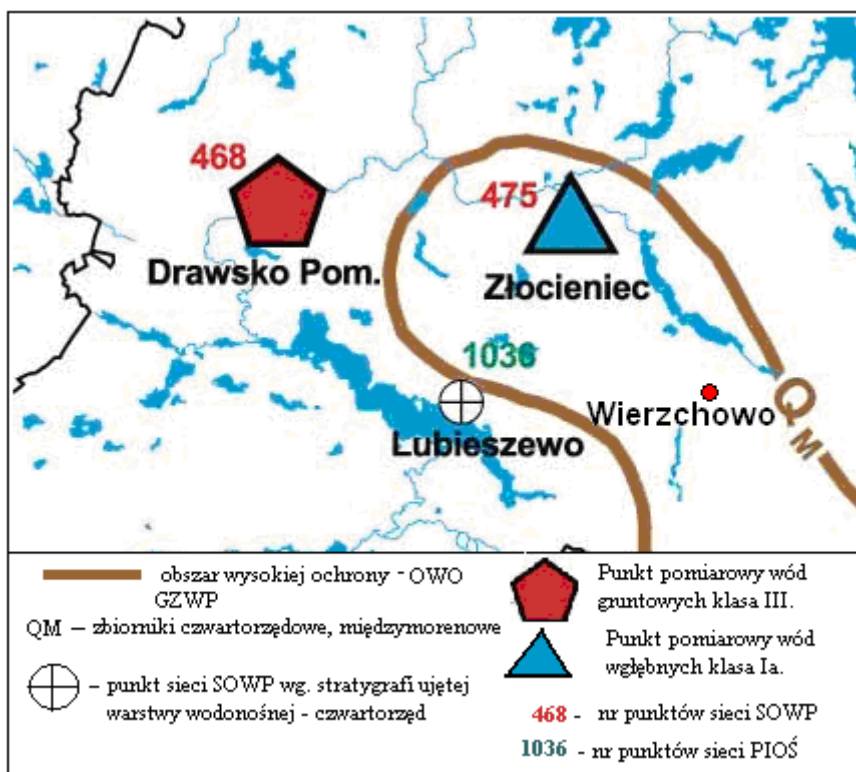 468
475
Drawsko Pom.
Złocieniec
1036
Wierzchowo
QM
Lubieszewo
obszar wysokiej ochrony - OWO
GZWP
QM – zbiorniki czwartorzędowe, międzymorenowe
– punkt sieci SOWP wg. stratygrafi ujętej
warstwy wodonośnej - czwartorzęd
Punkt pomiarowy wód
gruntowych klasa III.
Punkt pomiarowy wód
wgłębnych klasa Ia.
468 - nr punktów sieci SOWP
1036 - nr punktów sieci PIOŚ